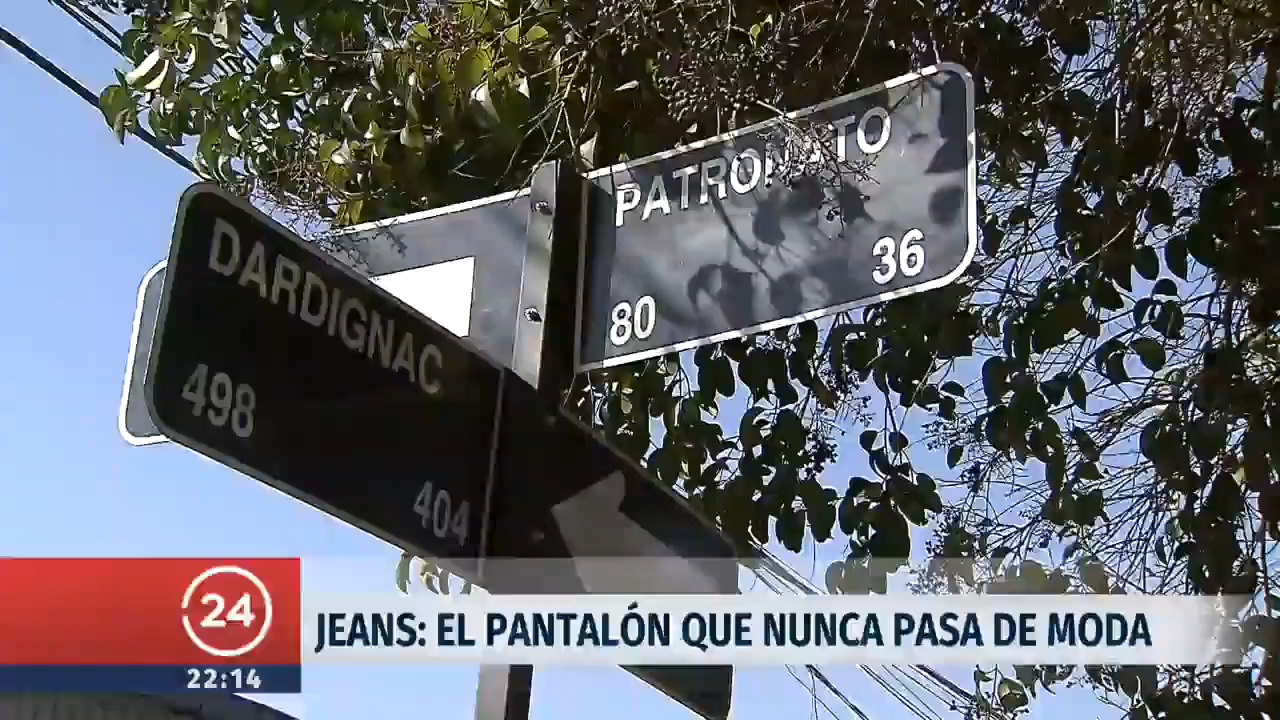 PATRONATO
80 36
DARDIGNAC
498
404
24
JEANS: EL PANTALÓN QUE NUNCA PASA DE MODA
22:14